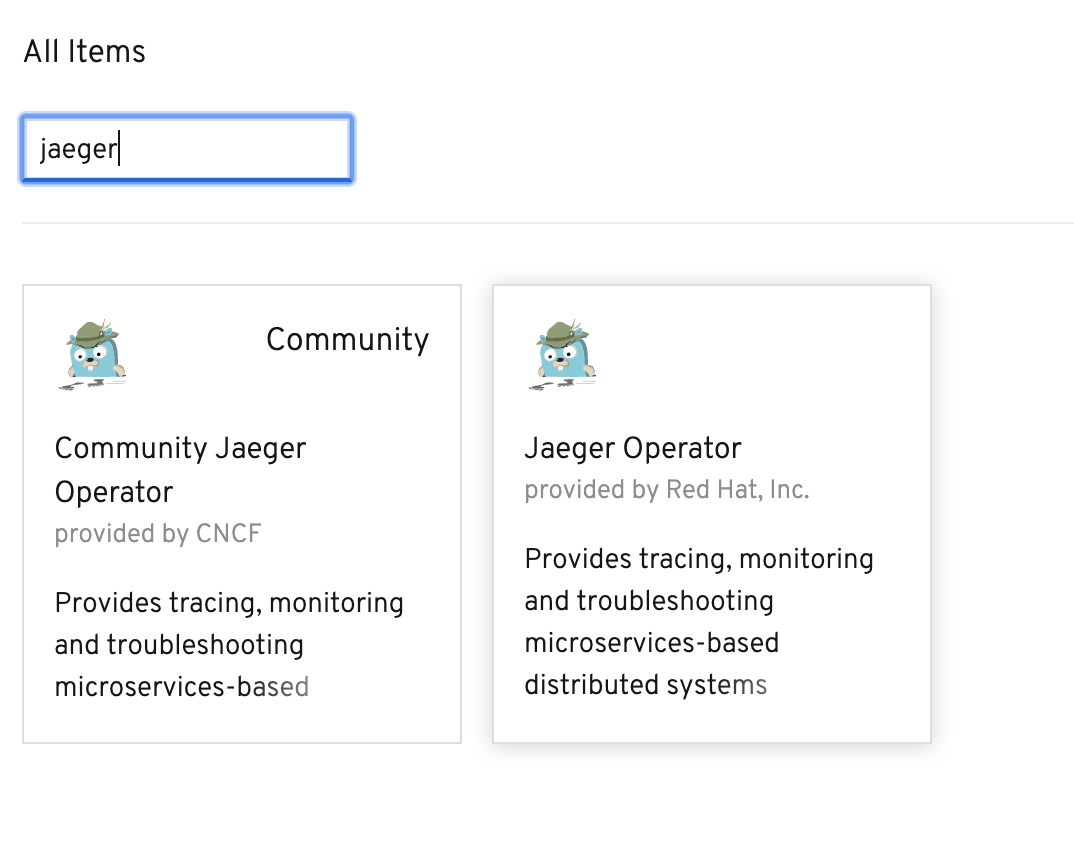 All Items
jaeger
Community
Community Jaeger
Operator
provided by CNCF
Provides tracing, monitoring
and troubleshooting
microservices-based
Jaeger Operator
provided by Red Hat, Inc.
Provides tracing, monitoring
and troubleshooting
microservices-based
distributed systems